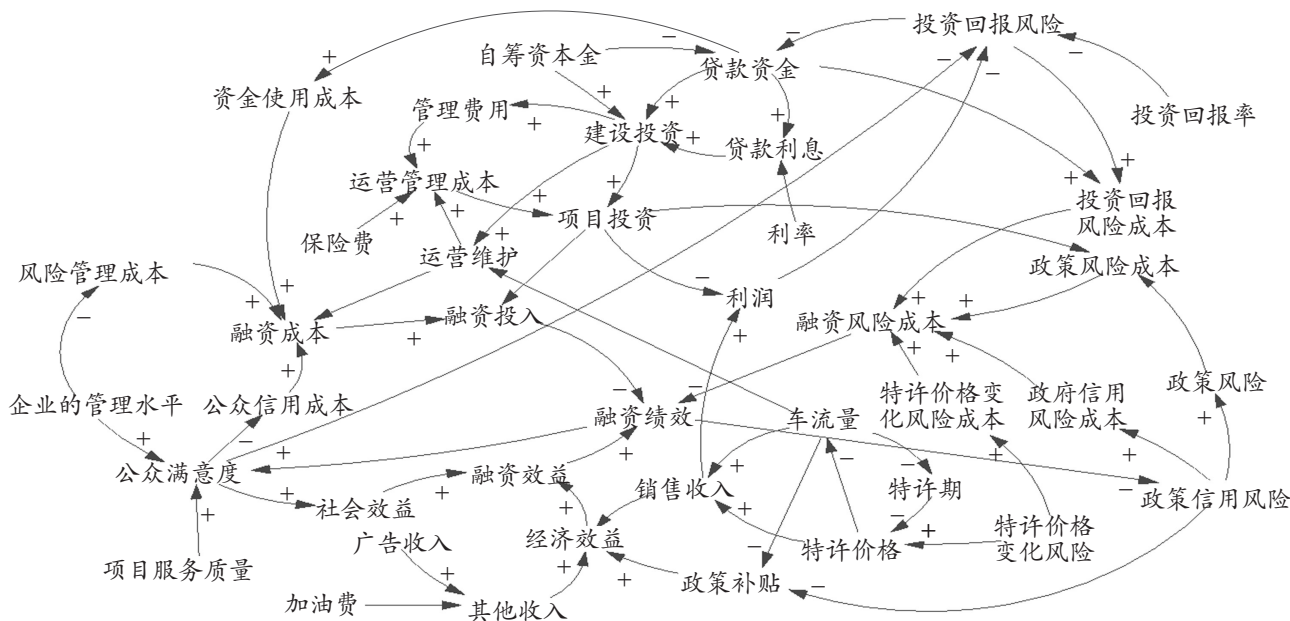 投资回报风险
自筹资本金
贷款资金
资金使用成本
管理费用
投资回报率
建设投资
贷款利息
运营管理成本
项目投资
利率
投资回报
风险成本
保险费
运营维护
政策风险成本
风险管理成本
利润
融资成本
融资投入
融资风险成本
企业的管理水平
公众信用成本
融资绩效
车流量
特许价格变
化风险成本
政府信用
风险成本
政策风险
公众满意度
融资效益
销售收入
特许期
政策信用风险
社会效益
广告收入
经济效益
特许价格
特许价格
变化风险
项目服务质量
政策补贴
加油费
其他收入